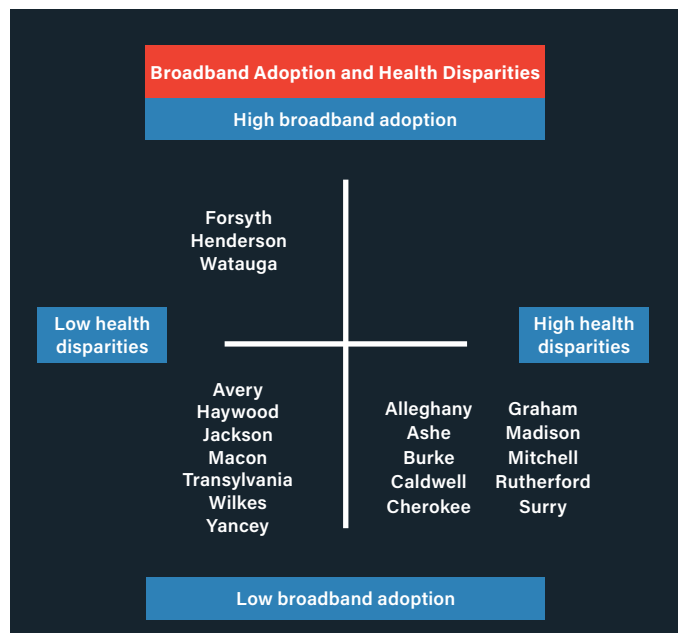 Broadband Adoption and Health Disparities
High broadband adoption
Forsyth
Henderson
Watauga
Low health
disparities
High health
disparities
Avery
Haywood
Jackson
Macon
Transylvania
Wilkes
Yancey
Alleghany
Ashe
Burke
Caldwell
Cherokee
Graham
Madison
Mitchell
Rutherford
Surry
Low broadband adoption